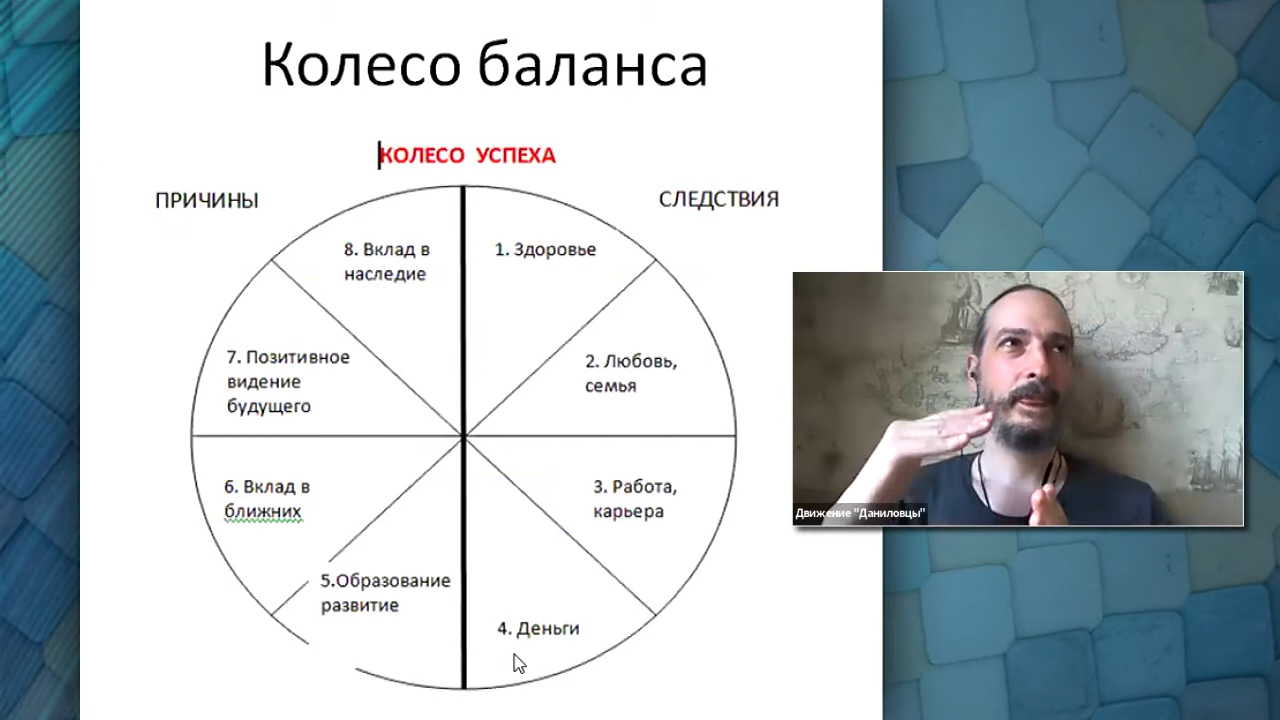 Колесо баланса
КОЛЕСО УСПЕХА
ПРИЧИНЫ
СЛЕДСТВИЯ
8. Вклад в
наследие
1. Здоровье
7. Позитивное
видение
будущего
2. Любовь,
семья
6. Вклад в
ближних
3. Работа,
карьера
5.Образование
развитие
4. Деньги
Движение "Даниловцы"